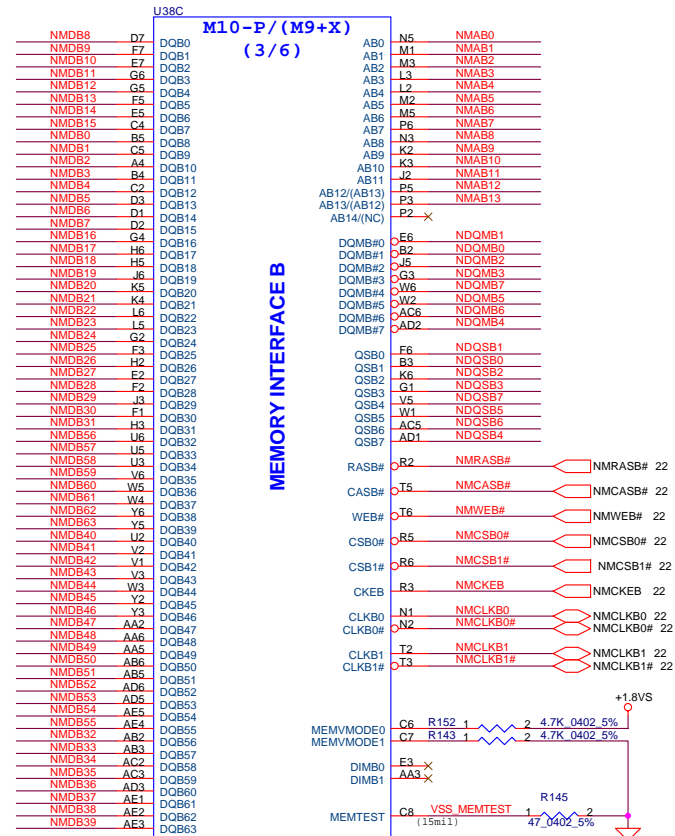 U38C
M10-P/(M9+X)
(3/6)
MEMORY INTERFACE B
NMDB8 D7 DQB0
NMDB9 F7 DQB1
NMDB10 E7 DQB2
NMDB11 G6 DQB3
NMDB12 G5 DQB4
NMDB13 F5 DQB5
NMDB14 E5 DQB6
NMDB15 C4 DQB7
NMDB0 B5 DQB8
NMDB1 C5 DQB9
NMDB2 A4 DQB10
NMDB3 B4 DQB11
NMDB4 C2 DQB12
NMDB5 D3 DQB13
NMDB6 D1 DQB14
NMDB7 D2 DQB15
NMDB16 G4 DQB16
NMDB17 H6 DQB17
NMDB18 H5 DQB18
NMDB19 J6 DQB19
NMDB20 K5 DQB20
NMDB21 K4 DQB21
NMDB22 L6 DQB22
NMDB23 L5 DQB23
NMDB24 G2 DQB24
NMDB25 F3 DQB25
NMDB26 H2 DQB26
NMDB27 E2 DQB27
NMDB28 F2 DQB28
NMDB29 J3 DQB29
NMDB30 F1 DQB30
NMDB31 H3 DQB31
NMDB56 U6 DQB32
NMDB57 U5 DQB33
NMDB58 U3 DQB34
NMDB59 V6 DQB35
NMDB60 W5 DQB36
NMDB61 W4 DQB37
NMDB62 Y6 DQB38
NMDB63 Y5 DQB39
NMDB40 U2 DQB40
NMDB41 V2 DQB41
NMDB42 V1 DQB42
NMDB43 V3 DQB43
NMDB44 W3 DQB44
NMDB45 Y2 DQB45
NMDB46 Y3 DQB46
NMDB47 AA2 DQB47
NMDB48 AA6 DQB48
NMDB49 AA5 DQB49
NMDB50 AB6 DQB50
NMDB51 AB5 DQB51
NMDB52 AD6 DQB52
NMDB53 AD5 DQB53
NMDB54 AE5 DQB54
NMDB55 AE4 DQB55
NMDB32 AB2 DQB56
NMDB33 AB3 DQB57
NMDB34 AC2 DQB58
NMDB35 AC3 DQB59
NMDB36 AD3 DQB60
NMDB37 AE1 DQB61
NMDB38 AE2 DQB62
NMDB39 AE3 DQB63
AB0 N5 NMAB0
AB1 M1 NMAB1
AB2 M3 NMAB2
AB3 L3 NMAB3
AB4 L2 NMAB4
AB5 M2 NMAB5
AB6 M5 NMAB6
AB7 P6 NMAB7
AB8 N3 NMAB8
AB9 K2 NMAB9
AB10 K3 NMAB10
AB11 J2 NMAB11
AB12/(AB13) P5 NMAB12
AB13/(AB12) P3 NMAB13
AB14/(NC) P2
DQMB#0 E6 NDQMB1
DQMB#1 B2 NDQMB0
DQMB#2 J5 NDQMB2
DQMB#3 G3 NDQMB3
DQMB#4 W6 NDQMB7
DQMB#5 W2 NDQMB5
DQMB#6 AC6 NDQMB6
DQMB#7 AD2 NDQMB4
QSB0 F6 NDQSB1
QSB1 B3 NDQSB0
QSB2 K6 NDQSB2
QSB3 G1 NDQSB3
QSB4 V5 NDQSB7
QSB5 W1 NDQSB5
QSB6 AC5 NDQSB6
QSB7 AD1 NDQSB4
RASB# R2 NMRASB# NMRASB# 22
CASB# T5 NMCASB# NMCASB# 22
WEB# T6 NMWEB# NMWEB# 22
CSB0# R5 NMCSB0# NMCSB0# 22
CSB1# R6 NMCSB1# NMCSB1# 22
CKEB R3 NMCKEB NMCKEB 22
CLKB0 N1 NMCLKB0 NMCLKB0 22
CLKB0# N2 NMCLKB0# NMCLKB0# 22
CLKB1 T2 NMCLKB1 NMCLKB1 22
CLKB1# T3 NMCLKB1# NMCLKB1# 22
+1.8VS
MEMVMODE0 C6 R152 1 2 4.7K_0402_5%
MEMVMODE1 C7 R143 1 2 4.7K_0402_5%
DIMB0 E3
DIMB1 AA3
R145
MEMTEST C8 VSS_MEMTEST 1 2
(15mil) 47_0402_5%